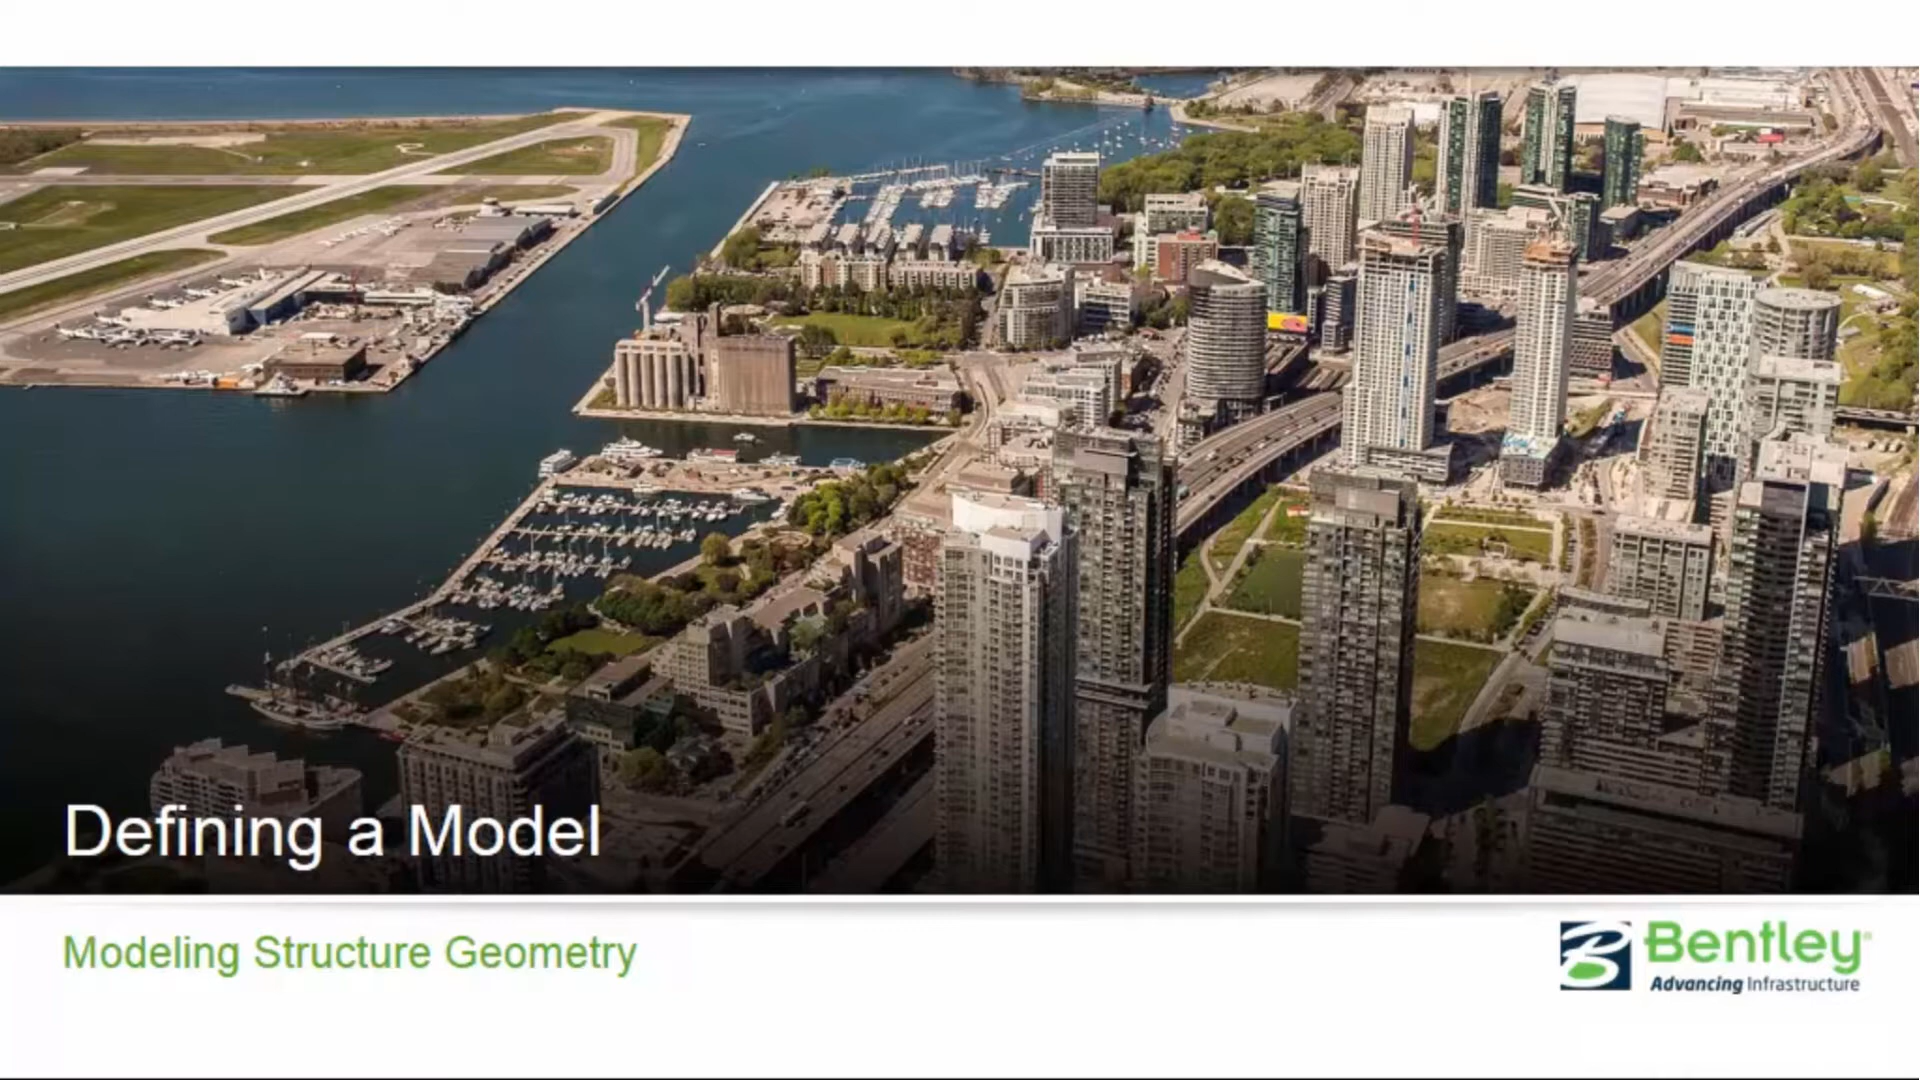 Defining a Model
Modeling Structure Geometry
Bentley®
Advancing Infrastructure